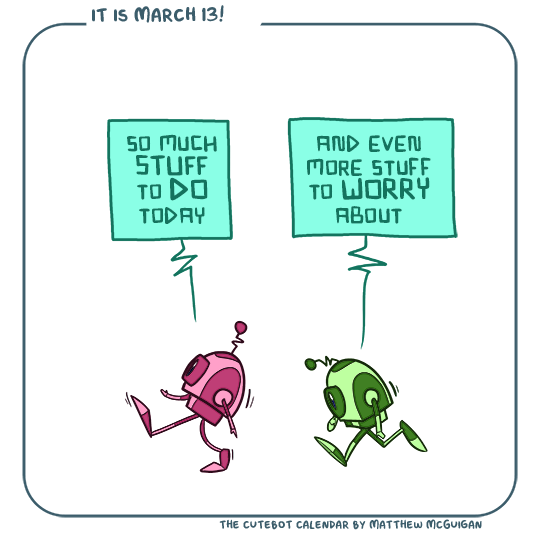 IT IS MARCH 13!
SO MUCH
STUFF
TO DO
TODAY
AND EVEN
MORE STUFF
TO WORRY
ABOUT
THE CUTEBOT CALENDAR BY MATTHEW MCGUIGAN